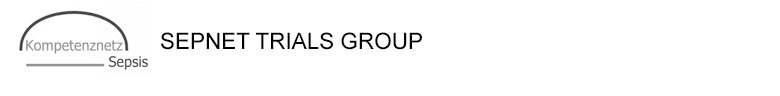 Kompetenznetz
Sepsis
SEPNET TRIALS GROUP